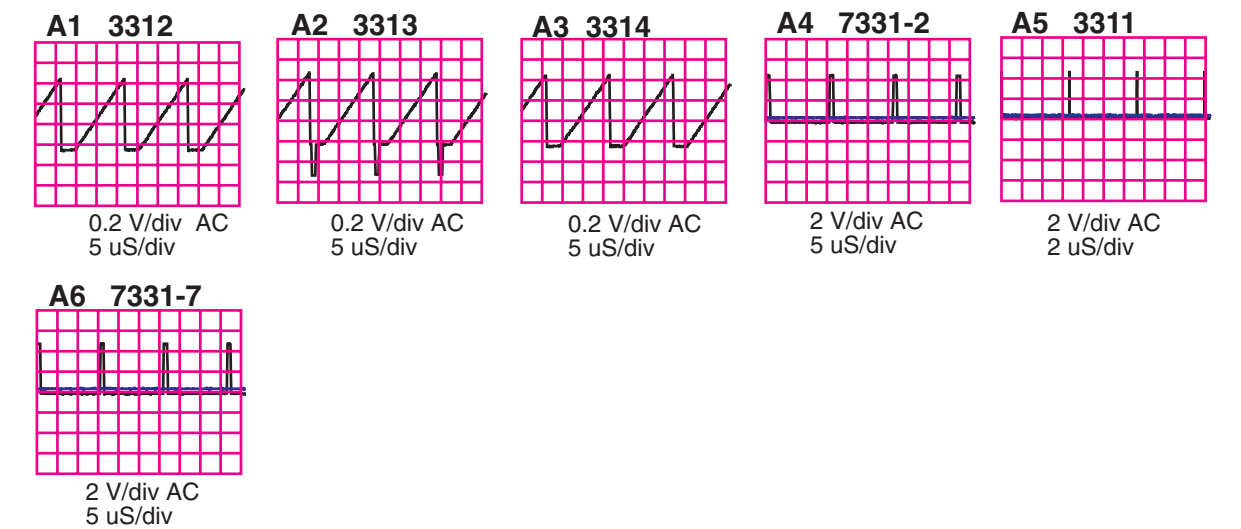 A1 3312
A2 3313
A3 3314
A4 7331-2
A5 3311
0.2 V/div AC
5 uS/div
0.2 V/div AC
5 uS/div
0.2 V/div AC
5 uS/div
2 V/div AC
5 uS/div
2 V/div AC
2 uS/div
A6 7331-7
2 V/div AC
5 uS/div